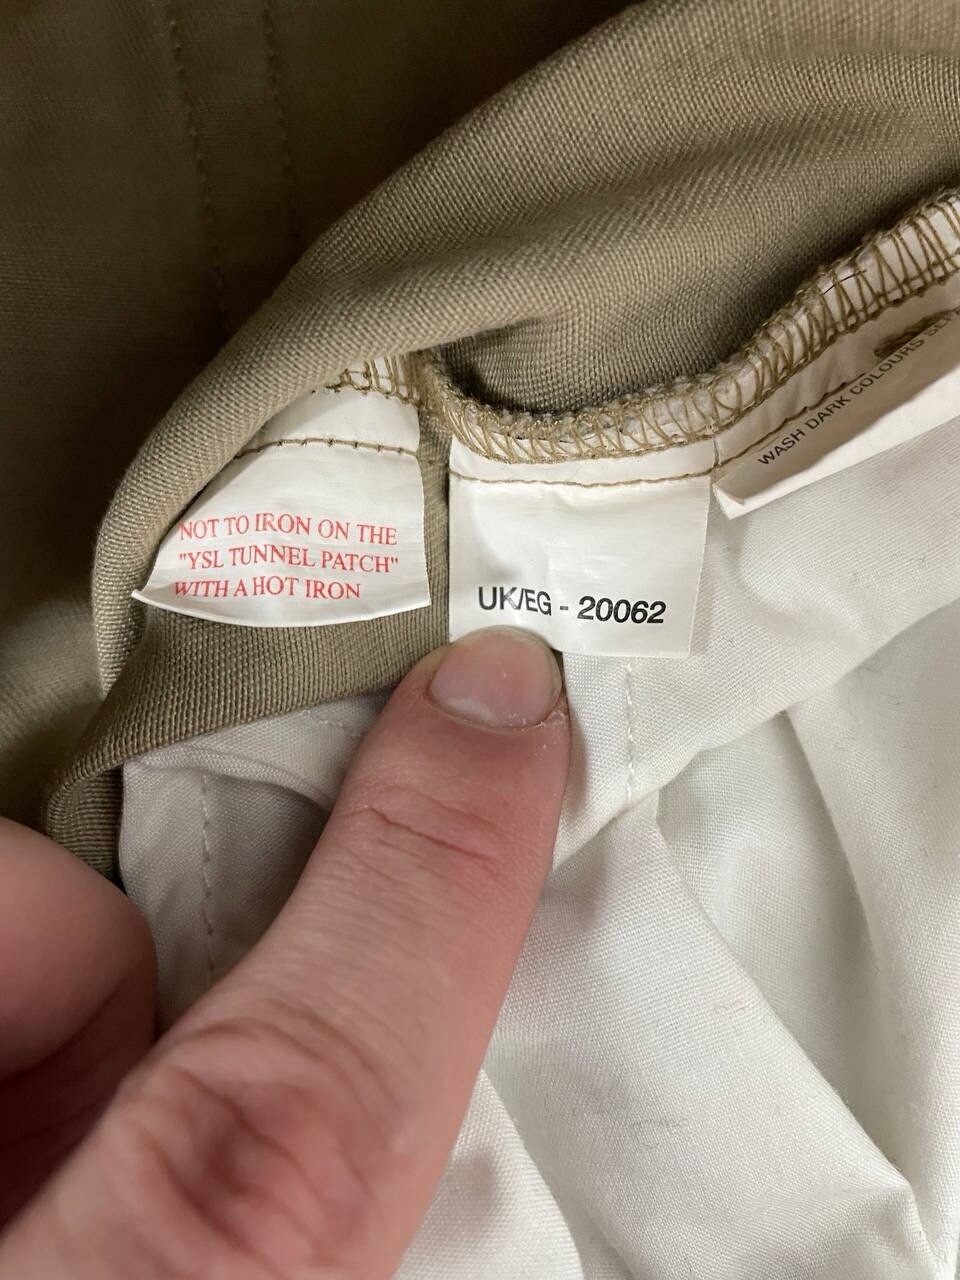 NOT TO IRON ON THE
"YSL TUNNEL PATCH"
WITH A HOT IRON
UK/EG - 20062
WASH DARK COLOURS